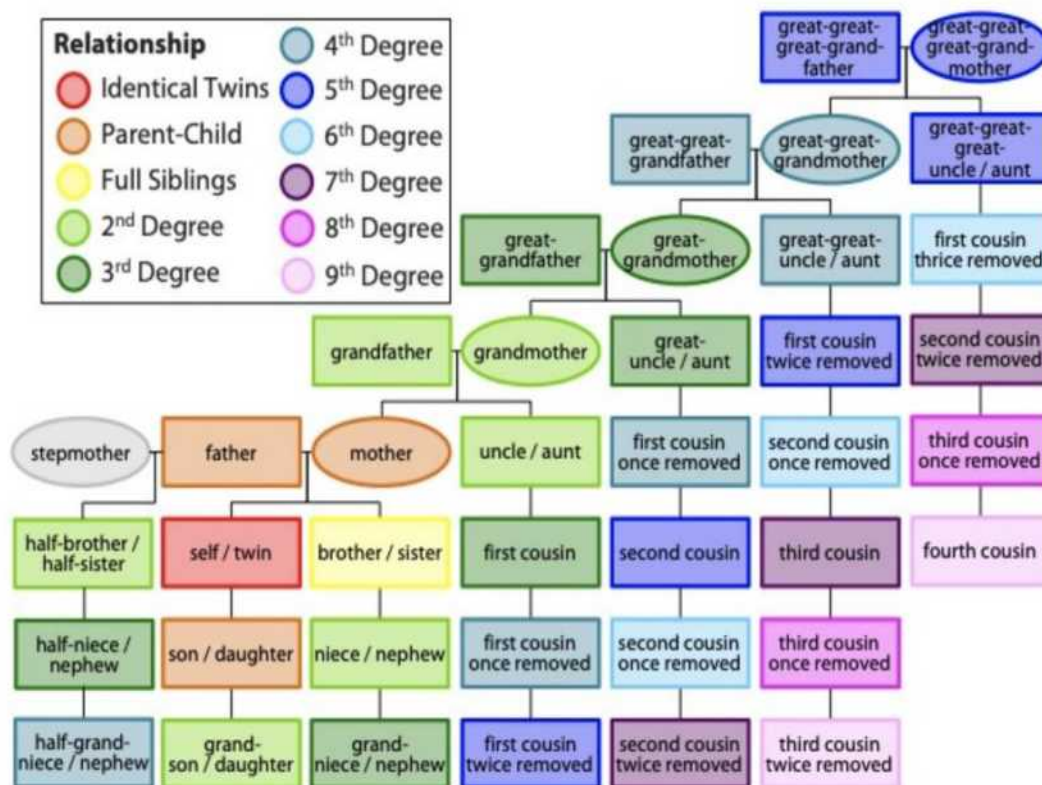 Relationship
Identical Twins
Parent-Child
Full Siblings
2nd Degree
3rd Degree
4th Degree
5th Degree
6th Degree
7th Degree
8th Degree
9th Degree
great-great-
great-grand-
father
great-great-
great-grand-
mother
great-great-
grandfather
great-great-
grandmother
great-great-
great-
uncle / aunt
great-
grandfather
great-
grandmother
great-great-
uncle / aunt
first cousin
thrice removed
grandfather
grandmother
great-
uncle / aunt
first cousin
twice removed
second cousin
twice removed
stepmother
father
mother
uncle / aunt
first cousin
once removed
second cousin
once removed
third cousin
once removed
half-brother /
half-sister
self / twin
brother / sister
first cousin
second cousin
third cousin
fourth cousin
half-niece /
nephew
son / daughter
niece / nephew
first cousin
once removed
second cousin
once removed
third cousin
once removed
half-grand-
niece / nephew
grand-
son / daughter
grand-
niece / nephew
first cousin
twice removed
second cousin
twice removed
third cousin
twice removed